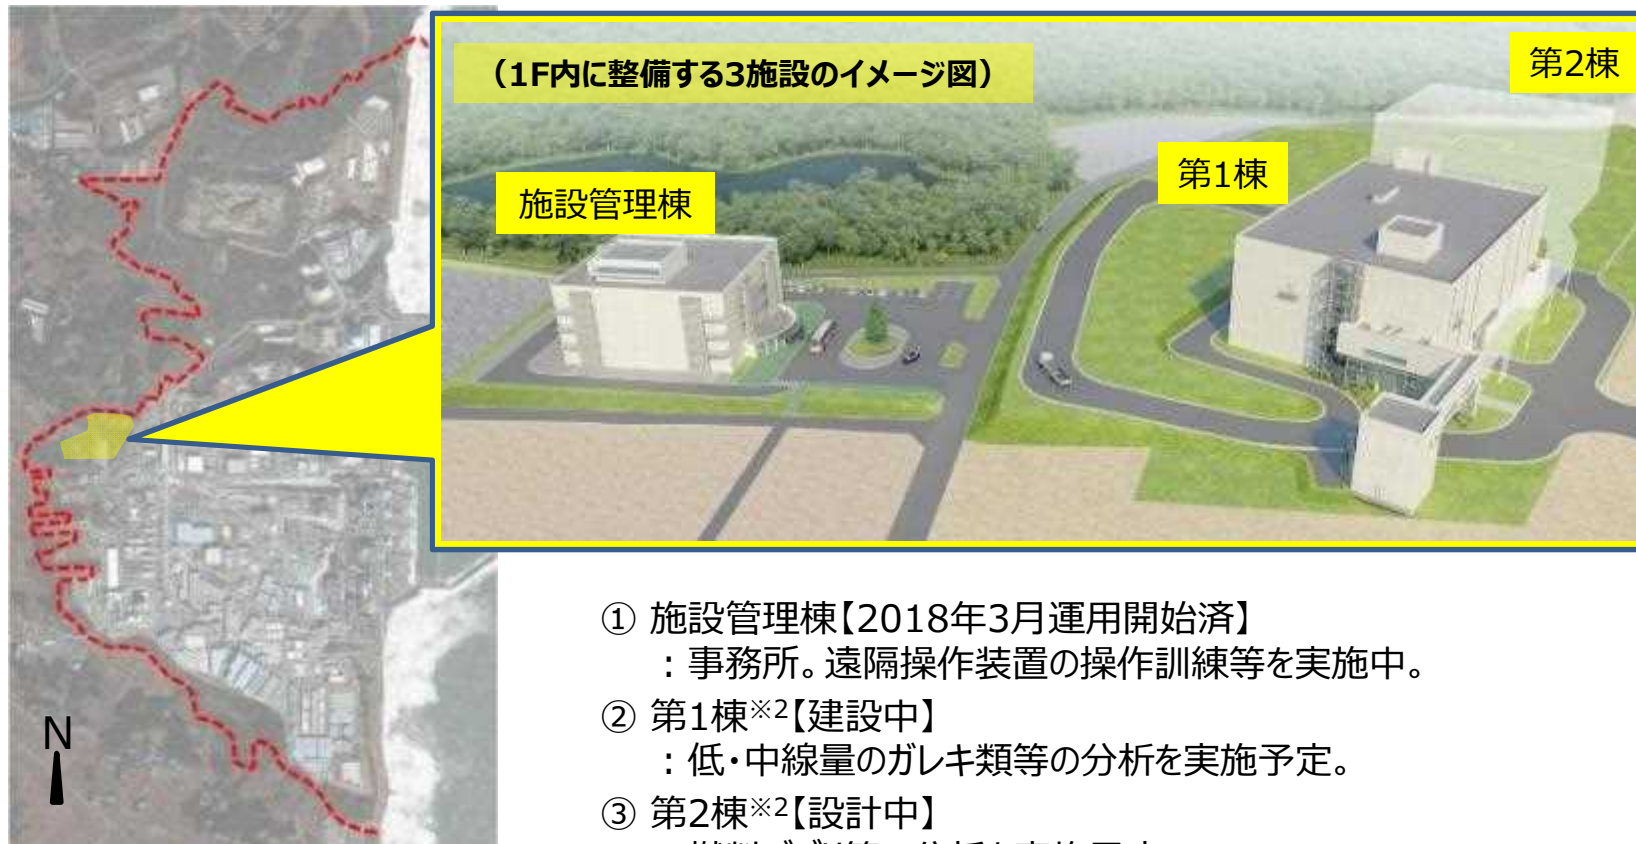 （1F内に整備する3施設のイメージ図）
第2棟
第1棟
施設管理棟
N
① 施設管理棟【2018年3月運用開始済】
：事務所。遠隔操作装置の操作訓練等を実施中。
② 第1棟※2【建設中】
：低・中線量のガレキ類等の分析を実施予定。
③ 第2棟※2【設計中】